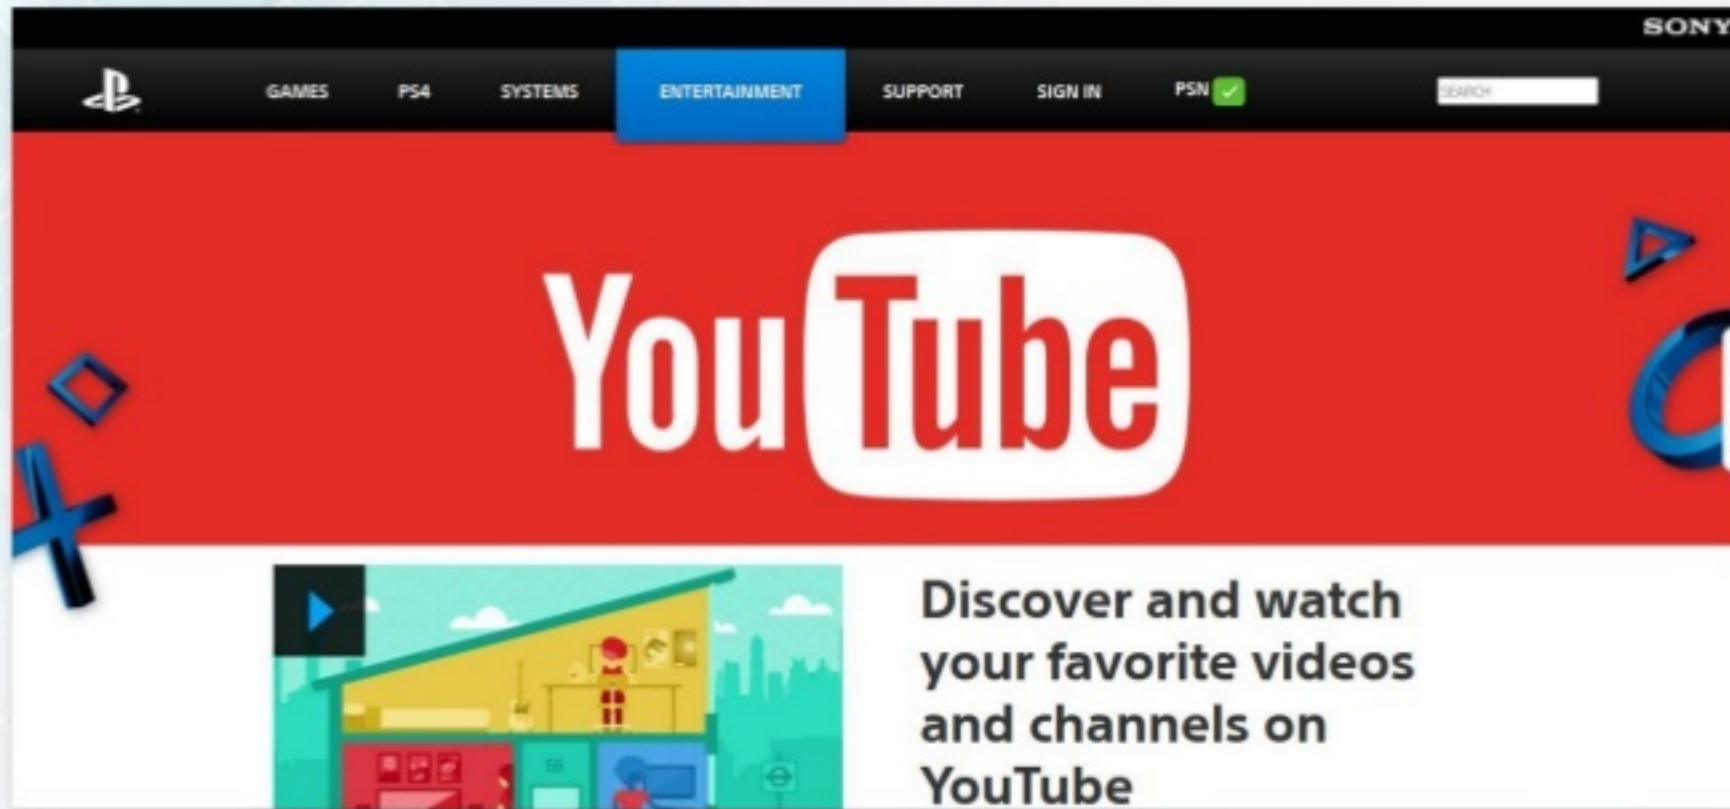 SONY
GAMES PS4 SYSTEMS ENTERTAINMENT SUPPORT SIGN IN PSN SEARCH
YouTube
Discover and watch
your favorite videos
and channels on
YouTube
59